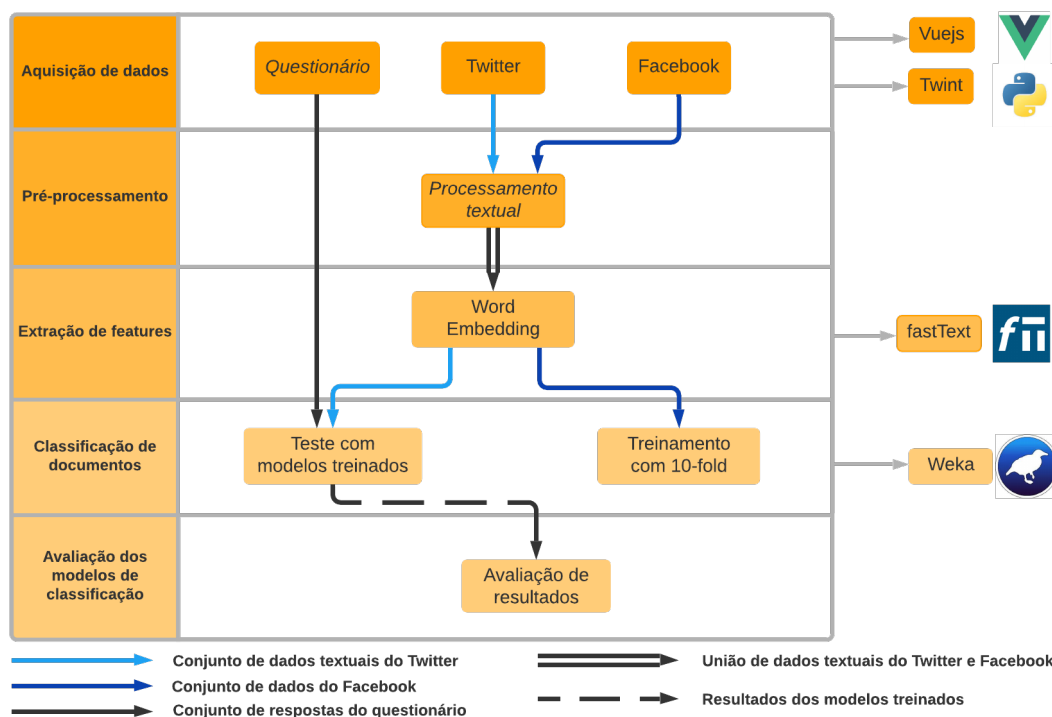 Aquisição de dados
Questionário
Twitter
Facebook
Vuejs
Twint
Pré-processamento
Processamento
textual
Extração de features
Word
Embedding
fastText
Classificação de
documentos
Teste com
modelos treinados
Treinamento
com 10-fold
Weka
Avaliação dos
modelos de
classificação
Avaliação de
resultados
Conjunto de dados textuais do Twitter
União de dados textuais do Twitter e Facebook
Conjunto de dados do Facebook
Resultados dos modelos treinados
Conjunto de respostas do questionário